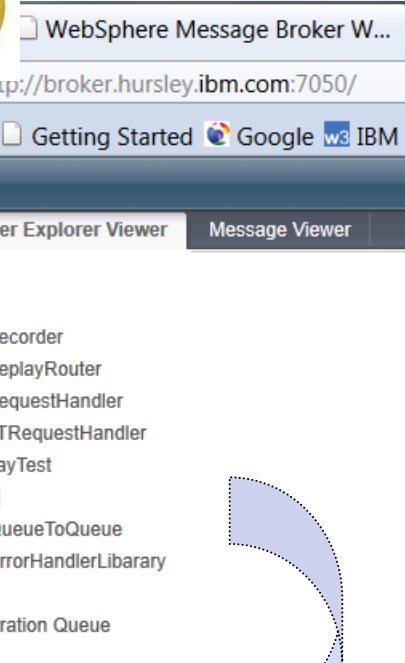 WebSphere Message Broker W...
tp://broker.hursley.ibm.com:7050/
Getting Started Google w3 IBM
er Explorer Viewer Message Viewer
ecorder
eplayRouter
equestHandler
TRequestHandler
ayTest
ueueToQueue
rrorHandlerLibarary
ration Queue